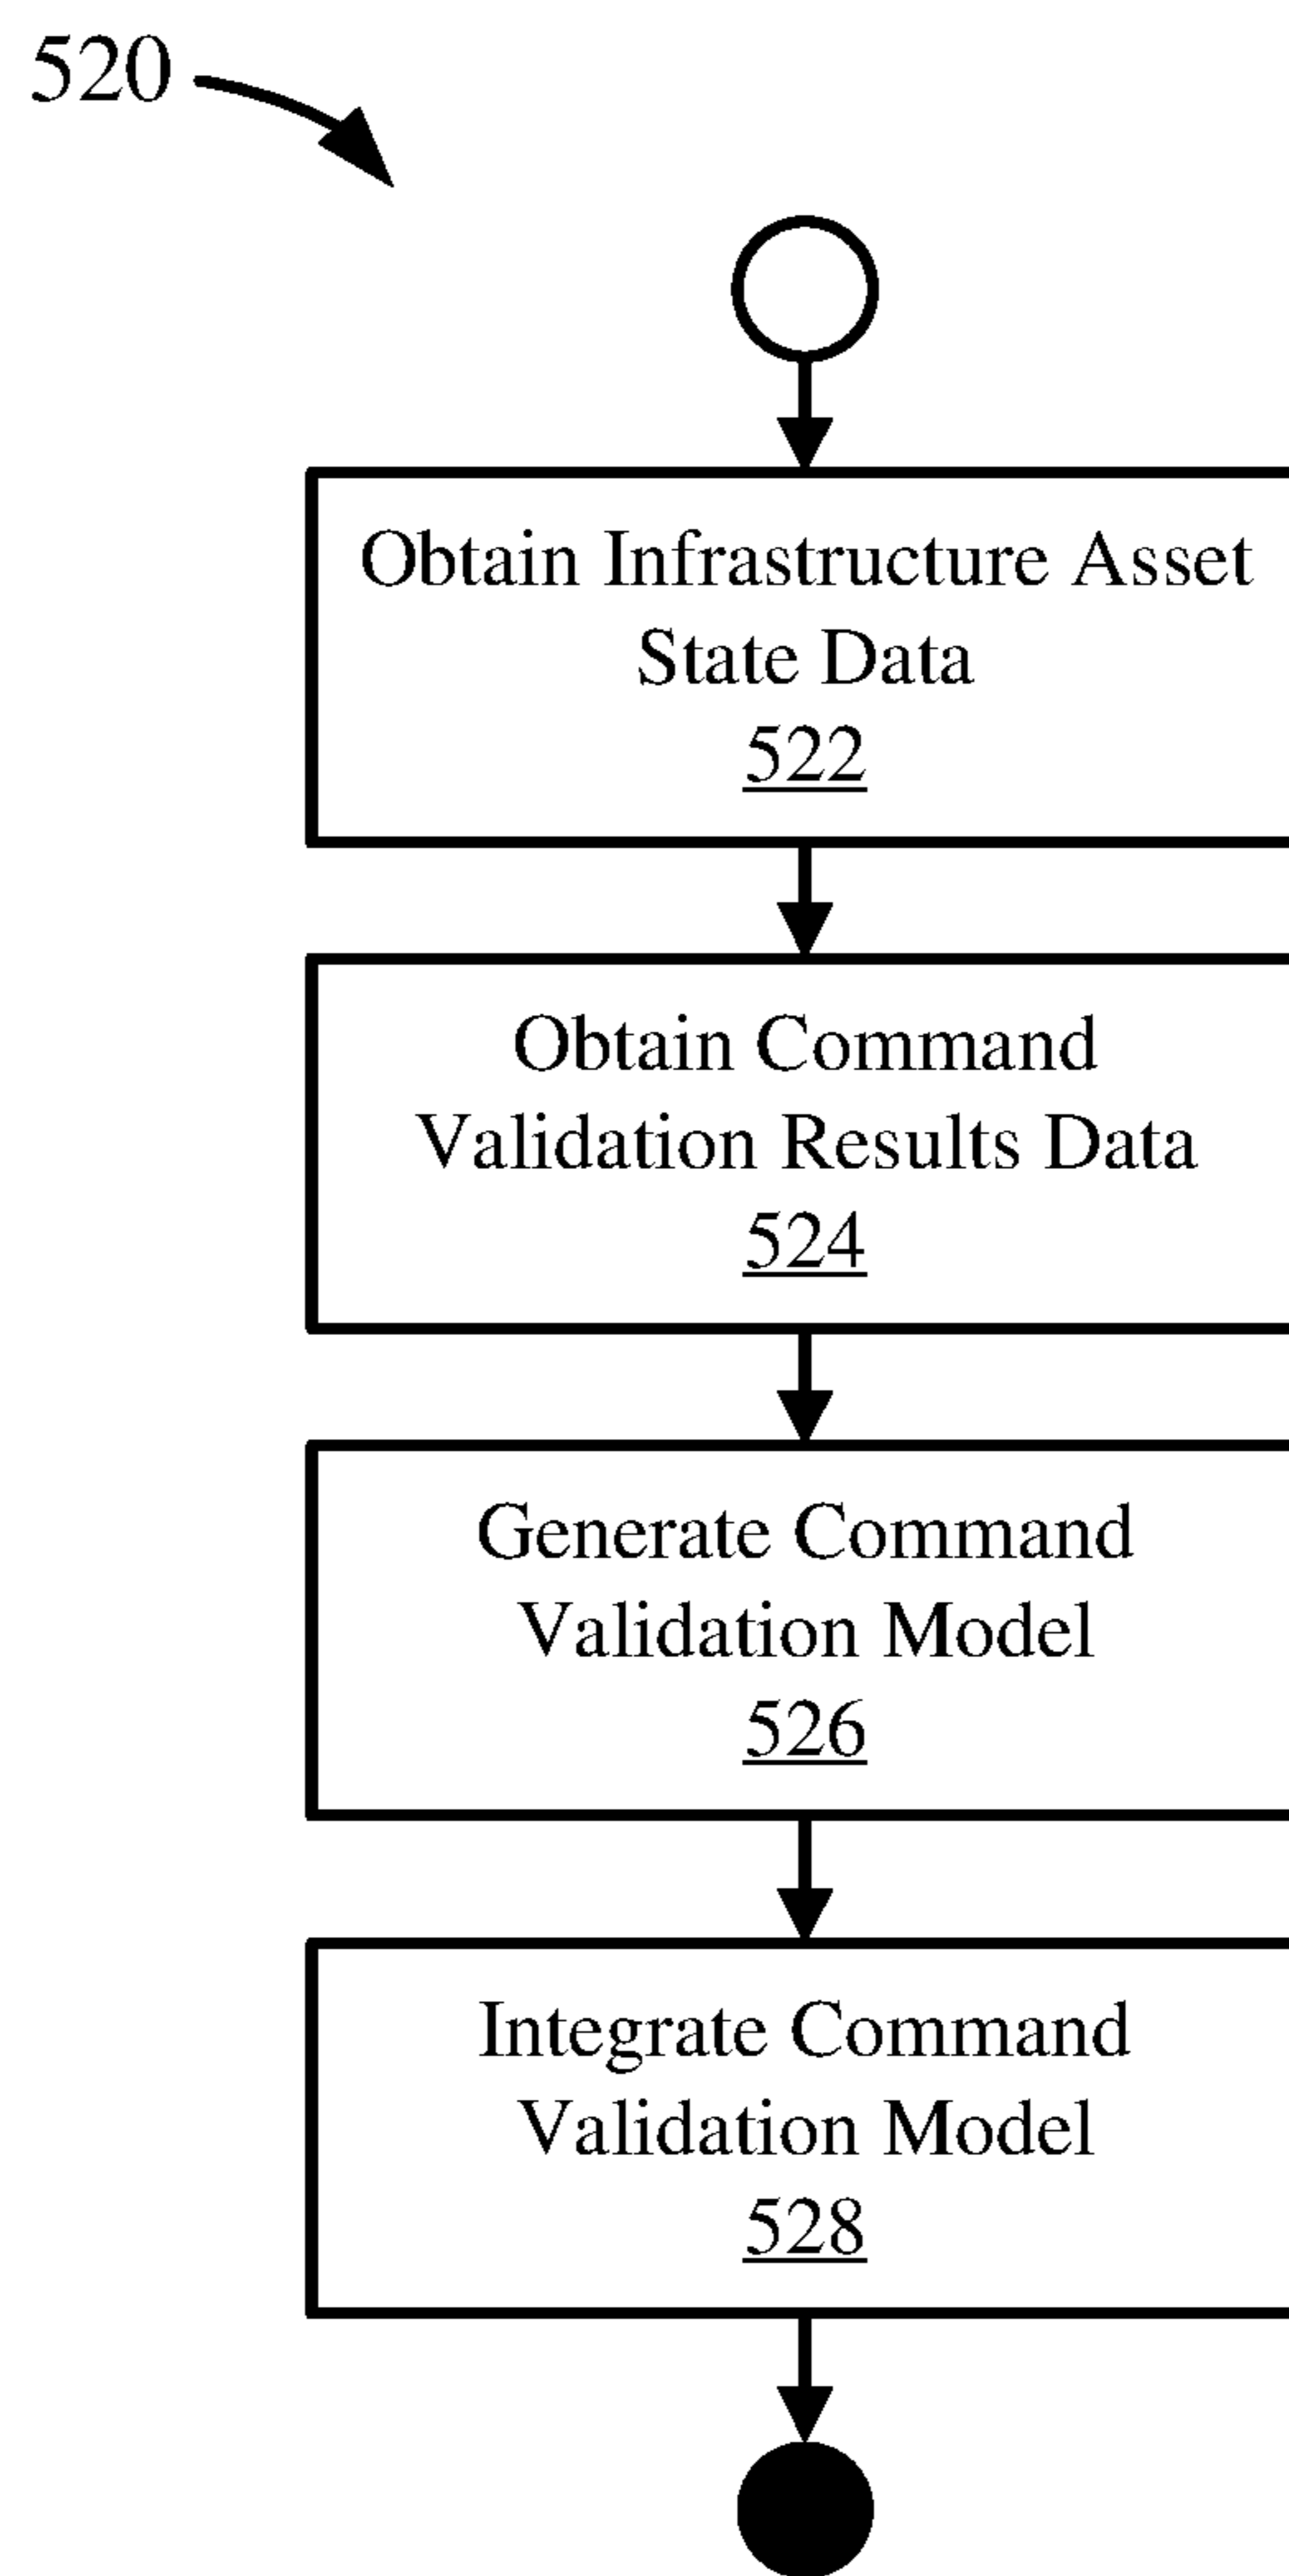 520
Obtain Infrastructure Asset
State Data
522
Obtain Command
Validation Results Data
524
Generate Command
Validation Model
526
Integrate Command
Validation Model
528